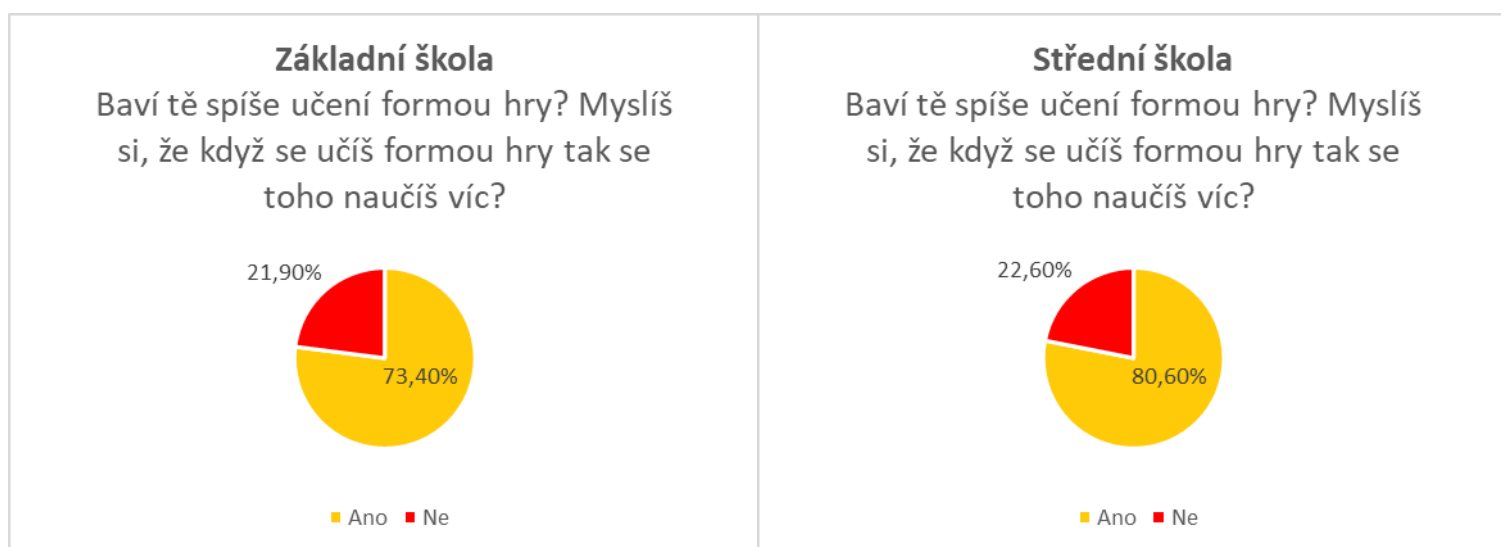 Základní škola
Baví tě spíše učení formou hry? Myslíš
si, že když se učíš formou hry tak se
toho naučíš víc?
21,90%
73,40%
Ano
Ne
Střední škola
Baví tě spíše učení formou hry? Myslíš
si, že když se učíš formou hry tak se
toho naučíš víc?
22,60%
80,60%
Ano
Ne